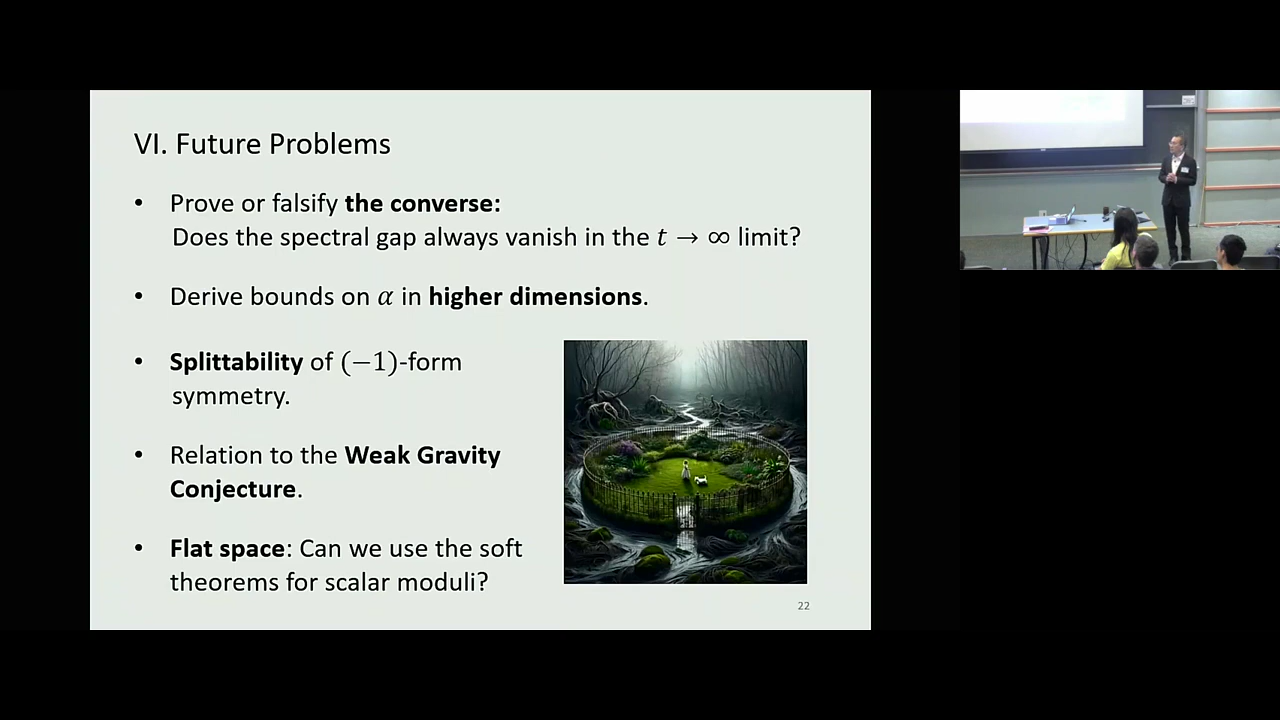 VI. Future Problems
• Prove or falsify the converse:
Does the spectral gap always vanish in the t → ∞ limit?
• Derive bounds on α in higher dimensions.
• Splittability of (−1)-form
symmetry.
• Relation to the Weak Gravity
Conjecture.
• Flat space: Can we use the soft
theorems for scalar moduli?
22